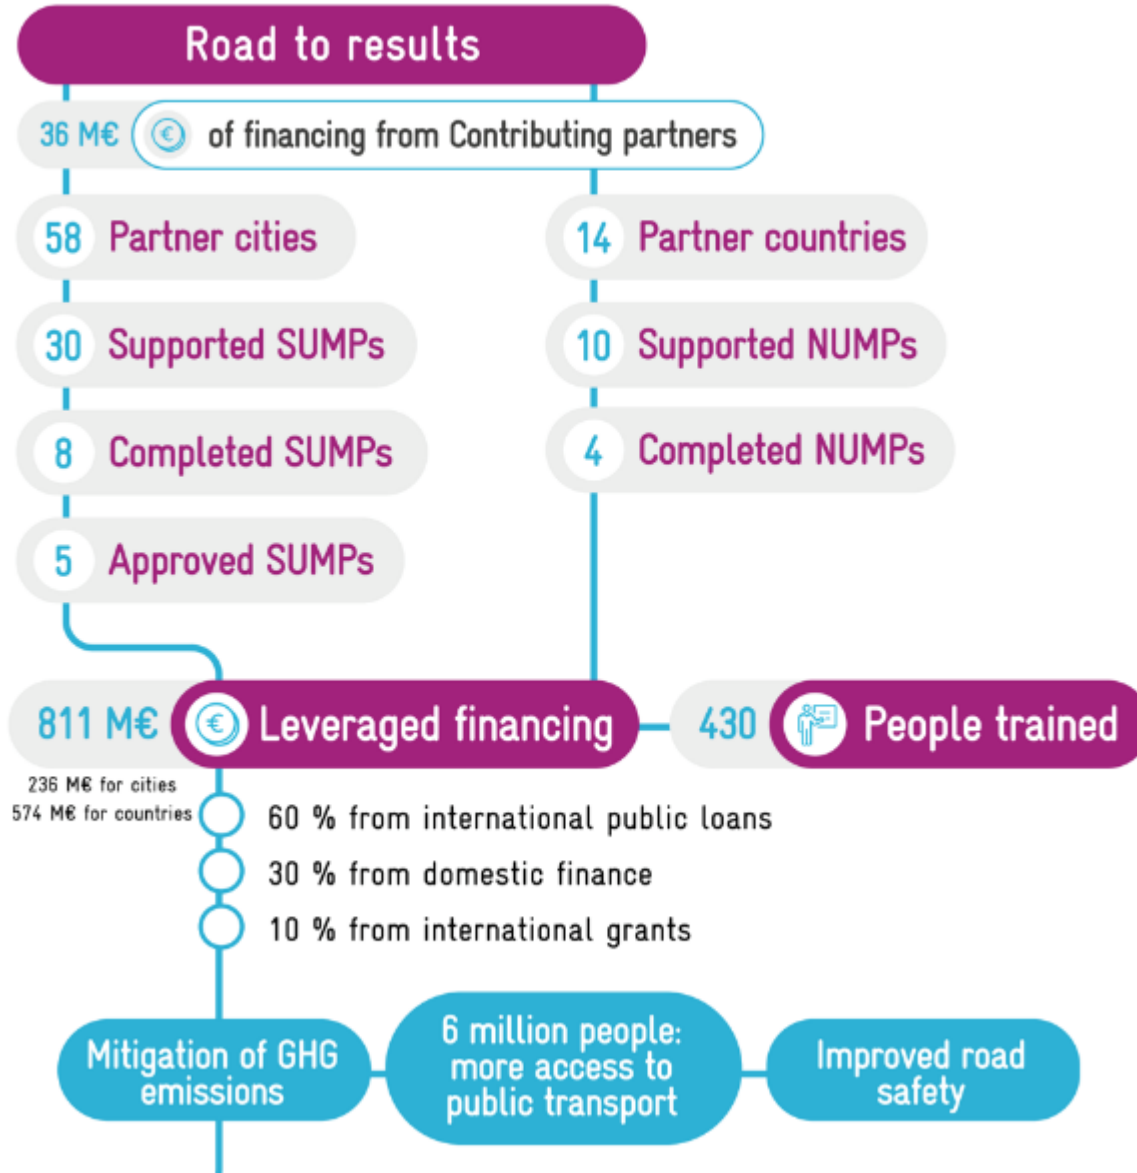 Road to results
36 M€ of financing from Contributing partners
58 Partner cities
14 Partner countries
30 Supported SUMPs
10 Supported NUMPs
8 Completed SUMPs
4 Completed NUMPs
5 Approved SUMPs
811 M€ Leveraged financing
430 People trained
236 M€ for cities
574 M€ for countries
60 % from international public loans
30 % from domestic finance
10 % from international grants
Mitigation of GHG
emissions
6 million people:
more access to
public transport
Improved road
safety